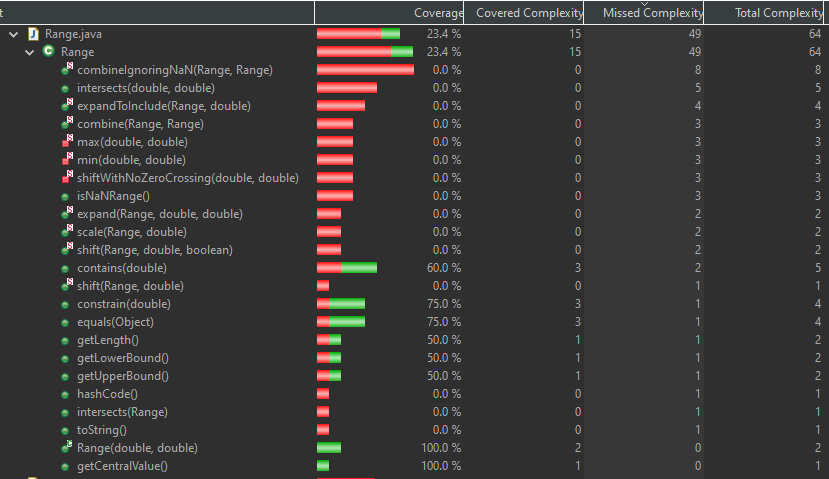 t Coverage Covered Complexity Missed Complexity Total Complexity
Range.java 23.4 % 15 49 64
Range 23.4 % 15 49 64
combineIgnoringNaN(Range, Range) 0.0 % 0 8 8
intersects(double, double) 0.0 % 0 5 5
expandToInclude(Range, double) 0.0 % 0 4 4
combine(Range, Range) 0.0 % 0 3 3
max(double, double) 0.0 % 0 3 3
min(double, double) 0.0 % 0 3 3
shiftWithNoZeroCrossing(double, double) 0.0 % 0 3 3
isNaNRange() 0.0 % 0 3 3
expand(Range, double, double) 0.0 % 0 2 2
scale(Range, double) 0.0 % 0 2 2
shift(Range, double, boolean) 0.0 % 0 2 2
contains(double) 60.0 % 3 2 5
shift(Range, double) 0.0 % 0 1 1
constrain(double) 75.0 % 3 1 4
equals(Object) 75.0 % 3 1 4
getLength() 50.0 % 1 1 2
getLowerBound() 50.0 % 1 1 2
getUpperBound() 50.0 % 1 1 2
hashCode() 0.0 % 0 1 1
intersects(Range) 0.0 % 0 1 1
toString() 0.0 % 0 1 1
Range(double, double) 100.0 % 2 0 2
getCentralValue() 100.0 % 1 0 1